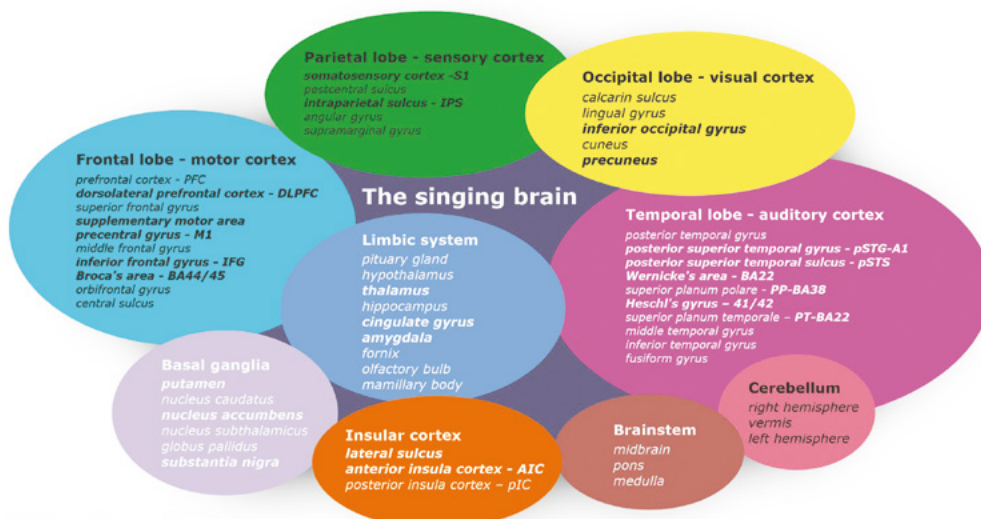 Parietal lobe - sensory cortex
somatosensory cortex -S1
postcentral sulcus
intraparietal sulcus - IPS
angular gyrus
supramarginal gyrus
Occipital lobe - visual cortex
calcarin sulcus
lingual gyrus
inferior occipital gyrus
cuneus
precuneus
Frontal lobe - motor cortex
prefrontal cortex - PFC
dorsolateral prefrontal cortex - DLPFC
superior frontal gyrus
supplementary motor area
precentral gyrus - M1
middle frontal gyrus
inferior frontal gyrus - IFG
Broca's area - BA44/45
orbifrontal gyrus
central sulcus
The singing brain
Limbic system
pituary gland
hypothalamus
thalamus
hippocampus
cingulate gyrus
amygdala
fornix
olfactory bulb
mamillary body
Temporal lobe - auditory cortex
posterior temporal gyrus
posterior superior temporal gyrus - pSTG-A1
posterior superior temporal sulcus - pSTS
Wernicke's area - BA22
superior planum polare - PP-BA38
Heschl's gyrus – 41/42
superior planum temporale – PT-BA22
middle temporal gyrus
inferior temporal gyrus
fusiform gyrus
Basal ganglia
putamen
nucleus caudatus
nucleus accumbens
nucleus subthalamicus
globus pallidus
substantia nigra
Insular cortex
lateral sulcus
anterior insula cortex - AIC
posterior insula cortex – pIC
Brainstem
midbrain
pons
medulla
Cerebellum
right hemisphere
vermis
left hemisphere